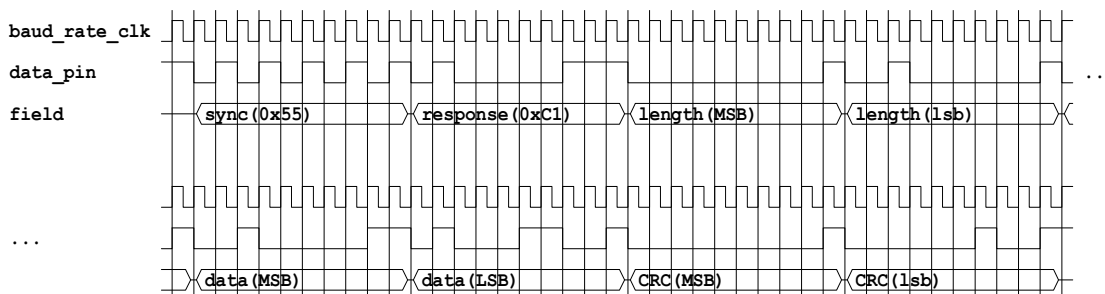 baud_rate_clk
data_pin ..
field sync(0x55) response(0xC1) length(MSB) length(lsb)
...
data(MSB) data(LSB) CRC(MSB) CRC(lsb)